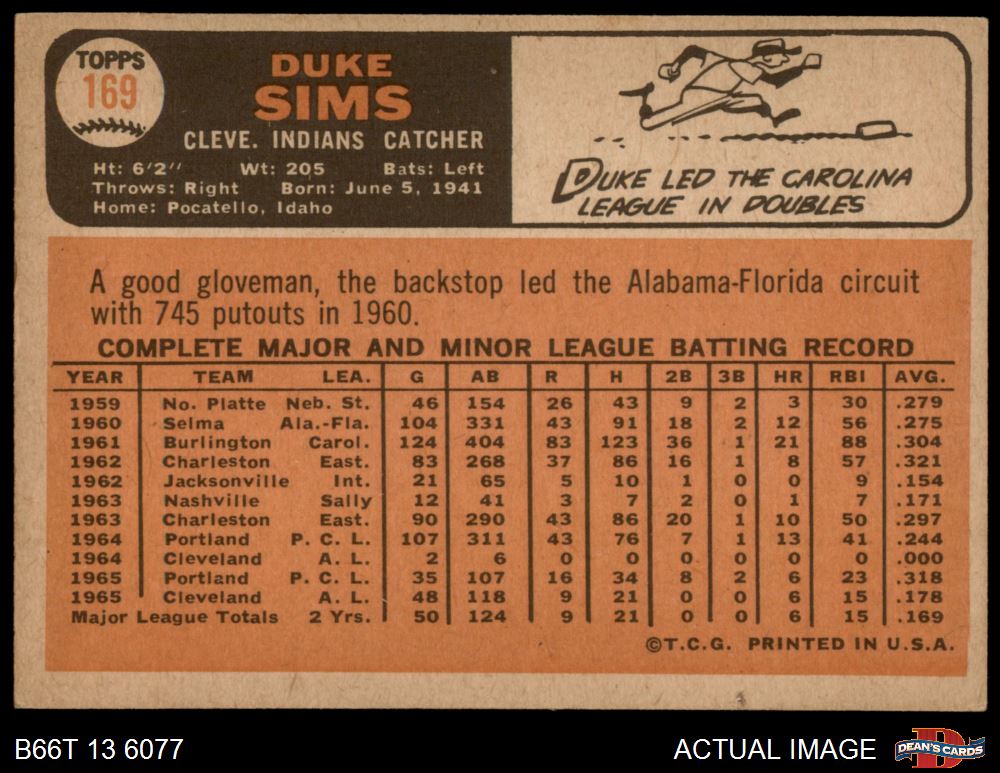 TOPPS
169
DUKE
SIMS
CLEVE. INDIANS CATCHER
Ht: 6'2" Wt: 205 Bats: Left
Throws: Right Born: June 5, 1941
Home: Pocatello, Idaho
DUKE LED THE CAROLINA
LEAGUE IN DOUBLES
A good gloveman, the backstop led the Alabama-Florida circuit
with 745 putouts in 1960.
COMPLETE MAJOR AND MINOR LEAGUE BATTING RECORD
YEAR TEAM LEA. G AB R H 2B 3B HR RBI AVG.
1959 No. Platte Neb. St. 46 154 26 43 9 2 3 30 .279
1960 Selma Ala.-Fla. 104 331 43 91 18 2 12 56 .275
1961 Burlington Carol. 124 404 83 123 36 1 21 88 .304
1962 Charleston East. 83 268 37 86 16 1 8 57 .321
1962 Jacksonville Int. 21 65 5 10 1 0 0 9 .154
1963 Nashville Sally 12 41 3 7 2 0 1 7 .171
1963 Charleston East. 90 290 43 86 20 1 10 50 .297
1964 Portland P. C. L. 107 311 43 76 7 1 13 41 .244
1964 Cleveland A. L. 2 6 0 0 0 0 0 0 .000
1965 Portland P. C. L. 35 107 16 34 8 2 6 23 .318
1965 Cleveland A. L. 48 118 9 21 0 0 6 15 .178
Major League Totals 2 Yrs. 50 124 9 21 0 0 6 15 .169
©T.C.G. PRINTED IN U.S.A.
B66T 13 6077 ACTUAL IMAGE
DEAN'S CARDS